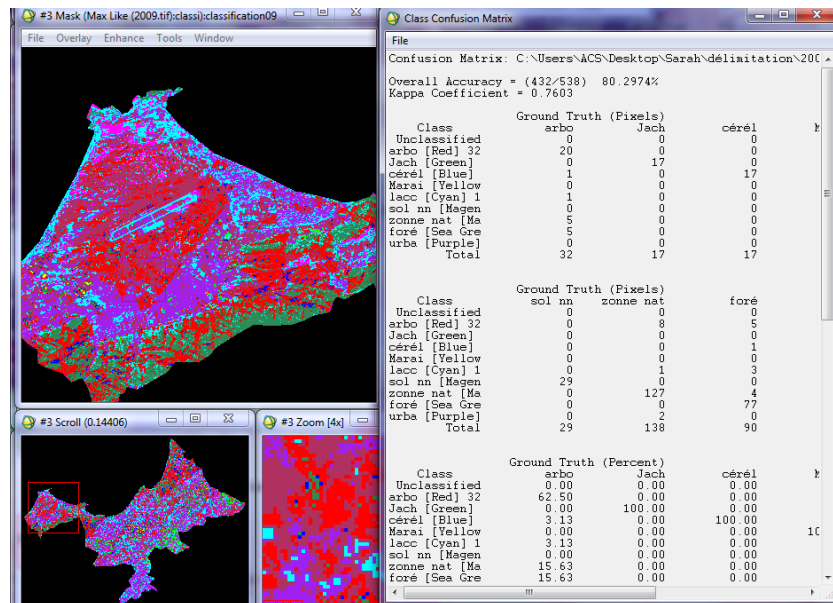 #3 Mask (Max Like (2009.tif):classi):classification09
File Overlay Enhance Tools Window
#3 Scroll (0.14406)
#3 Zoom [4x]
Class Confusion Matrix
File
Confusion Matrix: C:\Users\ACS\Desktop\Sarah\délimitation\200
Overall Accuracy = (432/538) 80.2974%
Kappa Coefficient = 0.7603
Ground Truth (Pixels)
Class arbo Jach cérél
Unclassified 0 0 0
arbo [Red] 32 20 0 0
Jach [Green] 0 17 0
cérél [Blue] 1 0 17
Marai [Yellow 0 0 0
lacc [Cyan] 1 1 0 0
sol nn [Magen 0 0 0
zonne nat [Ma 5 0 0
foré [Sea Gre 5 0 0
urba [Purple] 0 0 0
Total 32 17 17
Ground Truth (Pixels)
Class sol nn zonne nat foré
Unclassified 0 0 0
arbo [Red] 32 0 8 5
Jach [Green] 0 0 0
cérél [Blue] 0 0 1
Marai [Yellow 0 0 0
lacc [Cyan] 1 0 1 3
sol nn [Magen 29 0 0
zonne nat [Ma 0 127 4
foré [Sea Gre 0 0 77
urba [Purple] 0 2 0
Total 29 138 90
Ground Truth (Percent)
Class arbo Jach cérél
Unclassified 0.00 0.00 0.00
arbo [Red] 32 62.50 0.00 0.00
Jach [Green] 0.00 100.00 0.00
cérél [Blue] 3.13 0.00 100.00
Marai [Yellow 0.00 0.00 0.00 10
lacc [Cyan] 1 3.13 0.00 0.00
sol nn [Magen 0.00 0.00 0.00
zonne nat [Ma 15.63 0.00 0.00
foré [Sea Gre 15.63 0.00 0.00